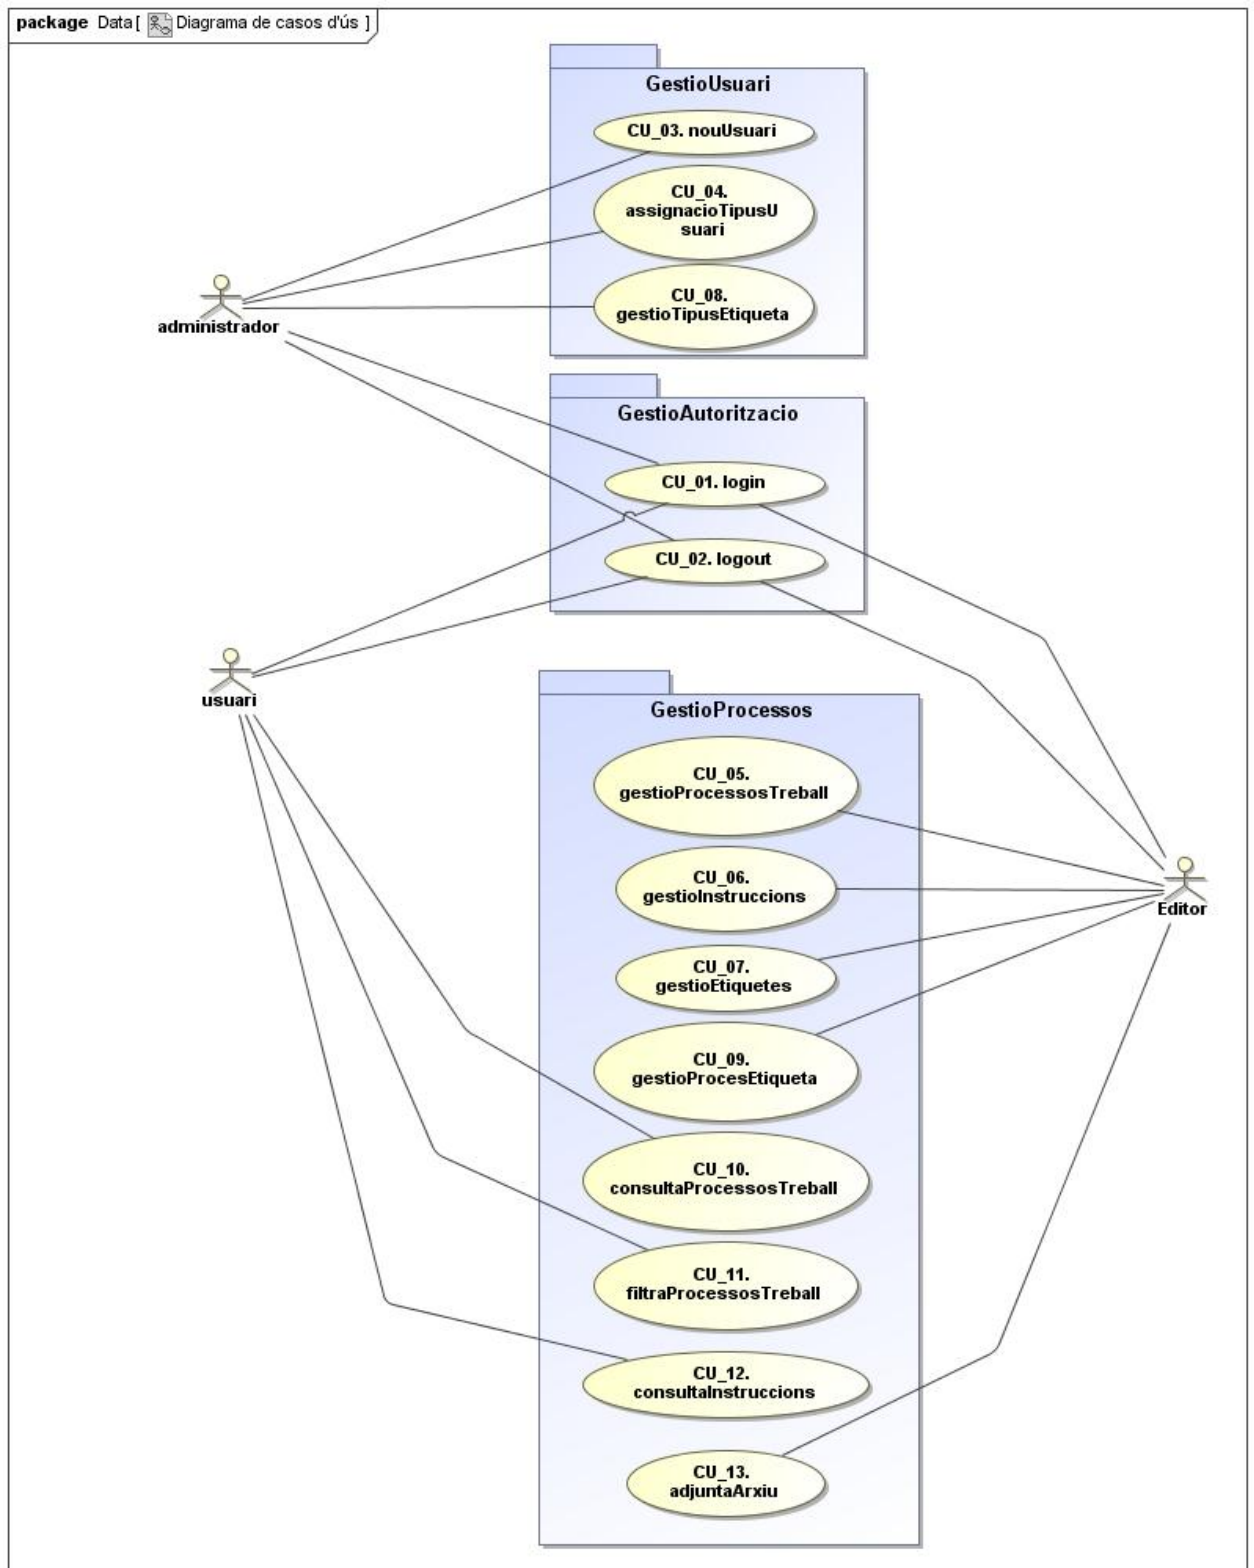 package Data [ Diagrama de casos d'ús ]
GestioUsuari
CU_03. nouUsuari
CU_04.
assignacioTipusU
suari
CU_08.
gestioTipusEtiqueta
administrador
GestioAutoritzacio
CU_01. login
CU_02. logout
usuari
GestioProcessos
CU_05.
gestioProcessosTreball
CU_06.
gestioInstruccions
Editor
CU_07.
gestioEtiquetes
CU_09.
gestioProcesEtiqueta
CU_10.
consultaProcessosTreball
CU_11.
filtraProcessosTreball
CU_12.
consultaInstruccions
CU_13.
adjuntaArxiu